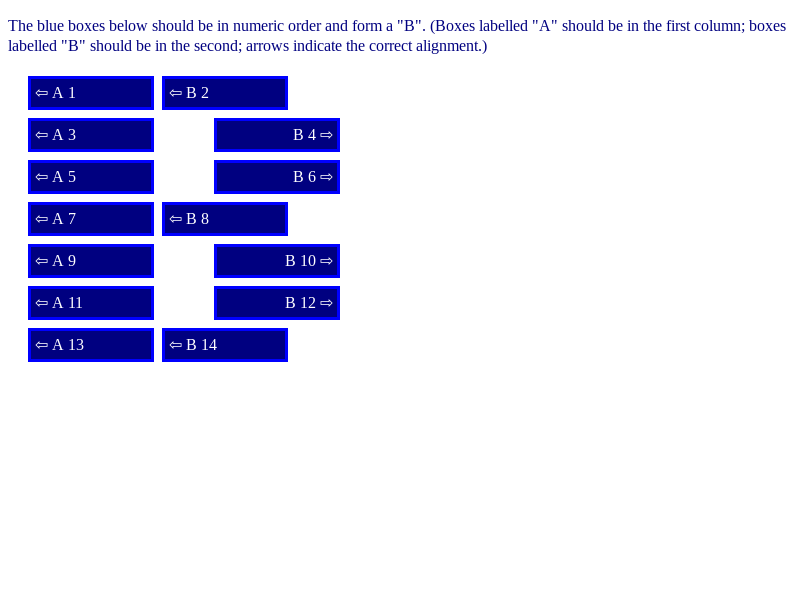 The blue boxes below should be in numeric order and form a "B". (Boxes labelled "A" should be in the first column; boxes
labelled "B" should be in the second; arrows indicate the correct alignment.)
⇦ A 1 ⇦ B 2
⇦ A 3 B 4 ⇨
⇦ A 5 B 6 ⇨
⇦ A 7 ⇦ B 8
⇦ A 9 B 10 ⇨
⇦ A 11 B 12 ⇨
⇦ A 13 ⇦ B 14